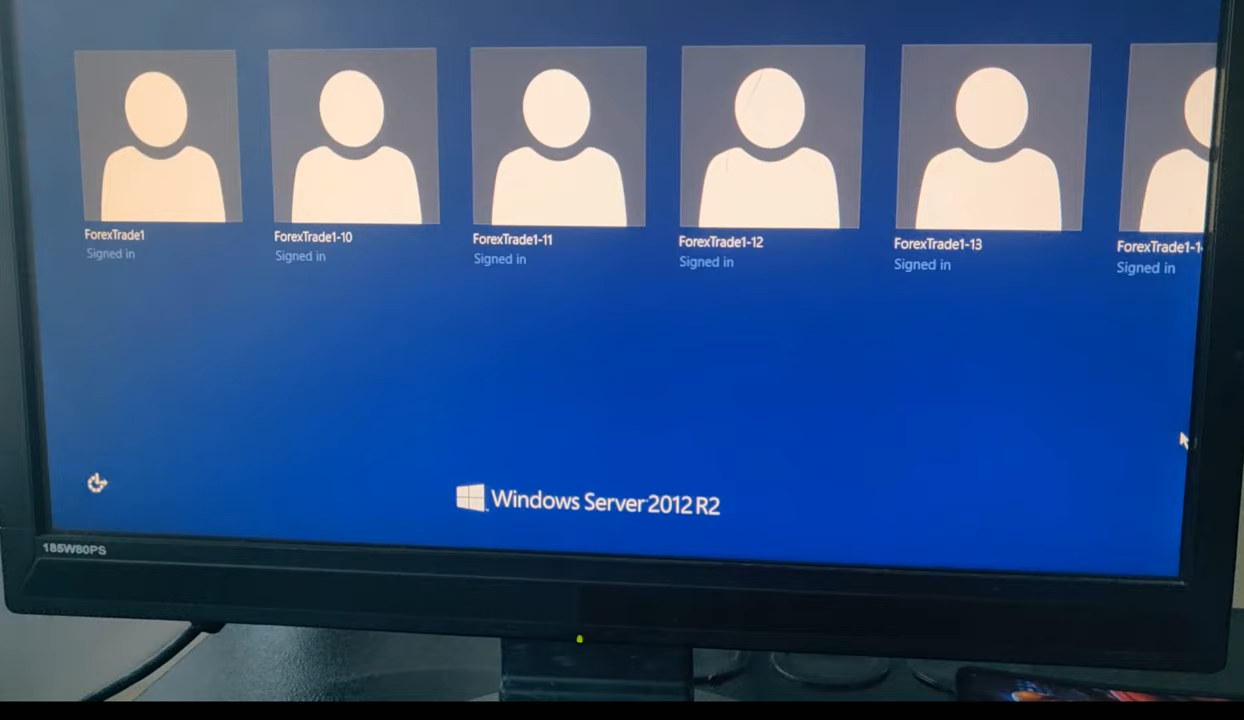 ForexTrade1
Signed in
ForexTrade1-10
Signed in
ForexTrade1-11
Signed in
ForexTrade1-12
Signed in
ForexTrade1-13
Signed in
Signed in
Windows Server 2012 R2
185W80PS